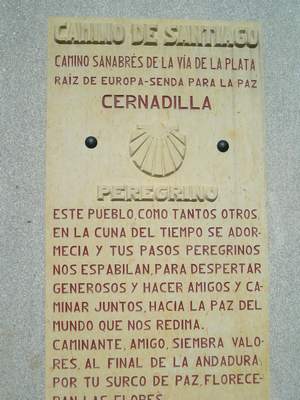 CAMINO DE SANTIAGO
CAMINO SANABRÉS DE LA VÍA DE LA PLATA
RAÍZ DE EUROPA-SENDA PARA LA PAZ
CERNADILLA
PEREGRINO
ESTE PUEBLO, COMO TANTOS OTROS,
EN LA CUNA DEL TIEMPO SE ADOR-
MECIA Y TUS PASOS PEREGRINOS
NOS ESPABILAN, PARA DESPERTAR
GENEROSOS Y HACER AMIGOS Y CA-
MINAR JUNTOS, HACIA LA PAZ DEL
MUNDO QUE NOS REDIMA.
CAMINANTE, AMIGO, SIEMBRA VALO-
RES, AL FINAL DE LA ANDADURA,
POR TU SURCO DE PAZ, FLORECE-
RAN LAS FLORES